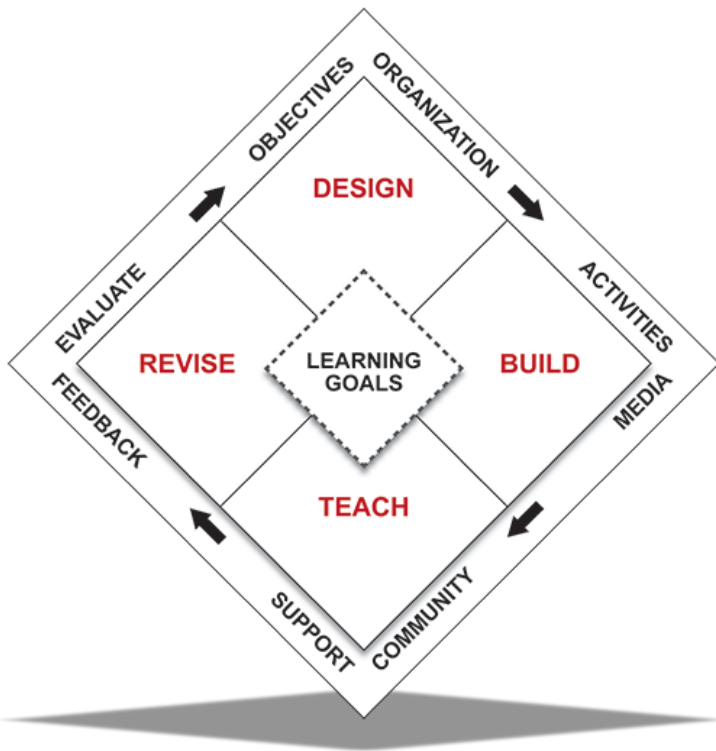 OBJECTIVES
ORGANIZATION
DESIGN
EVALUATE
ACTIVITIES
REVISE
LEARNING
GOALS
BUILD
FEEDBACK
MEDIA
TEACH
SUPPORT
COMMUNITY